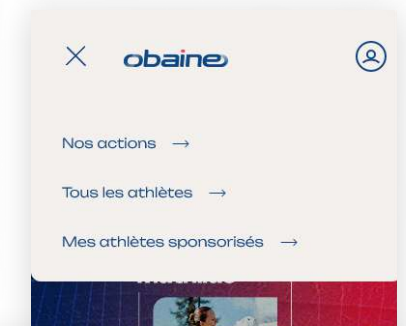 obaine
Nos actions →
Tous les athlètes →
Mes athlètes sponsorisés →